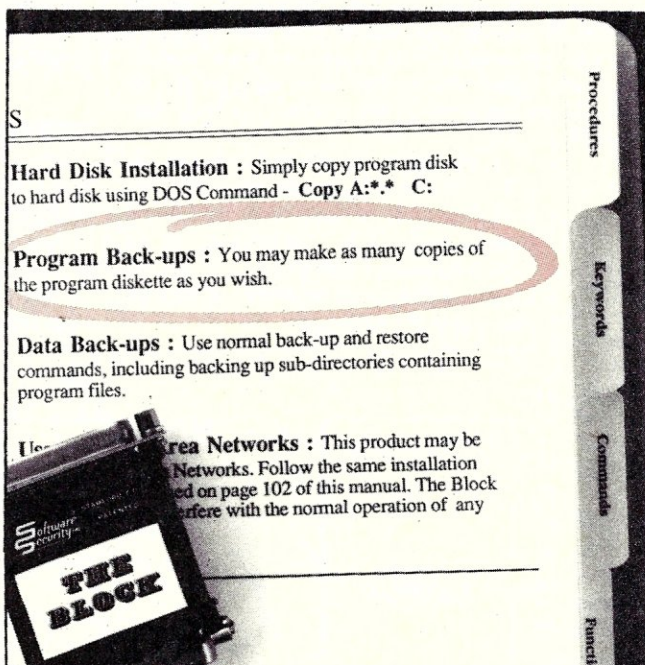 S
Hard Disk Installation : Simply copy program disk
to hard disk using DOS Command - Copy A:*.* C:
Program Back-ups : You may make as many copies of
the program diskette as you wish.
Data Back-ups : Use normal back-up and restore
commands, including backing up sub-directories containing
program files.
rea Networks : This product may be
Networks. Follow the same installation
ed on page 102 of this manual. The Block
erfere with the normal operation of any
Software
Security
THE
BLOCK
Procedures
Keywords
Commands
Functi